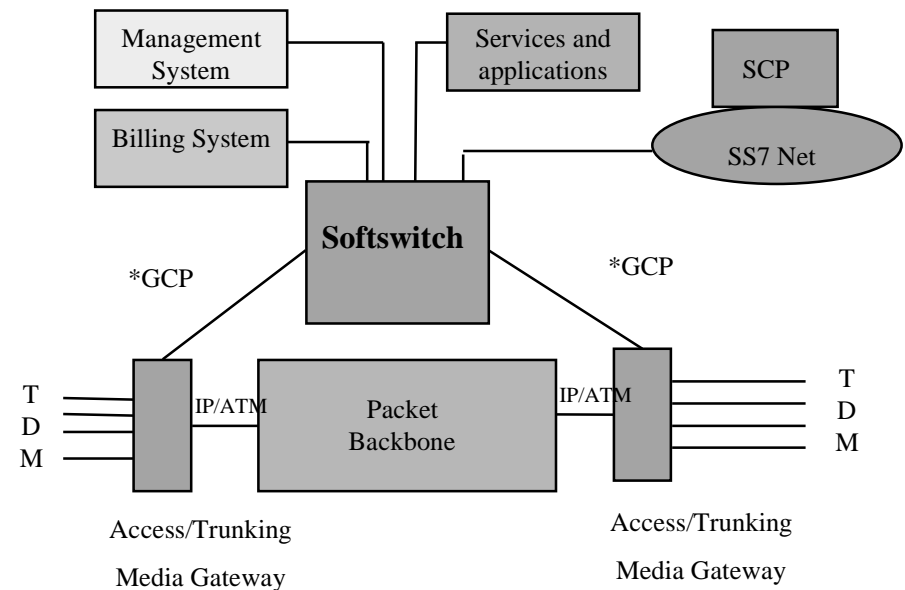 Management
System
Services and
applications
SCP
Billing System
SS7 Net
Softswitch
*GCP
*GCP
T
D
M
IP/ATM
Packet
Backbone
IP/ATM
T
D
M
Access/Trunking
Media Gateway
Access/Trunking
Media Gateway